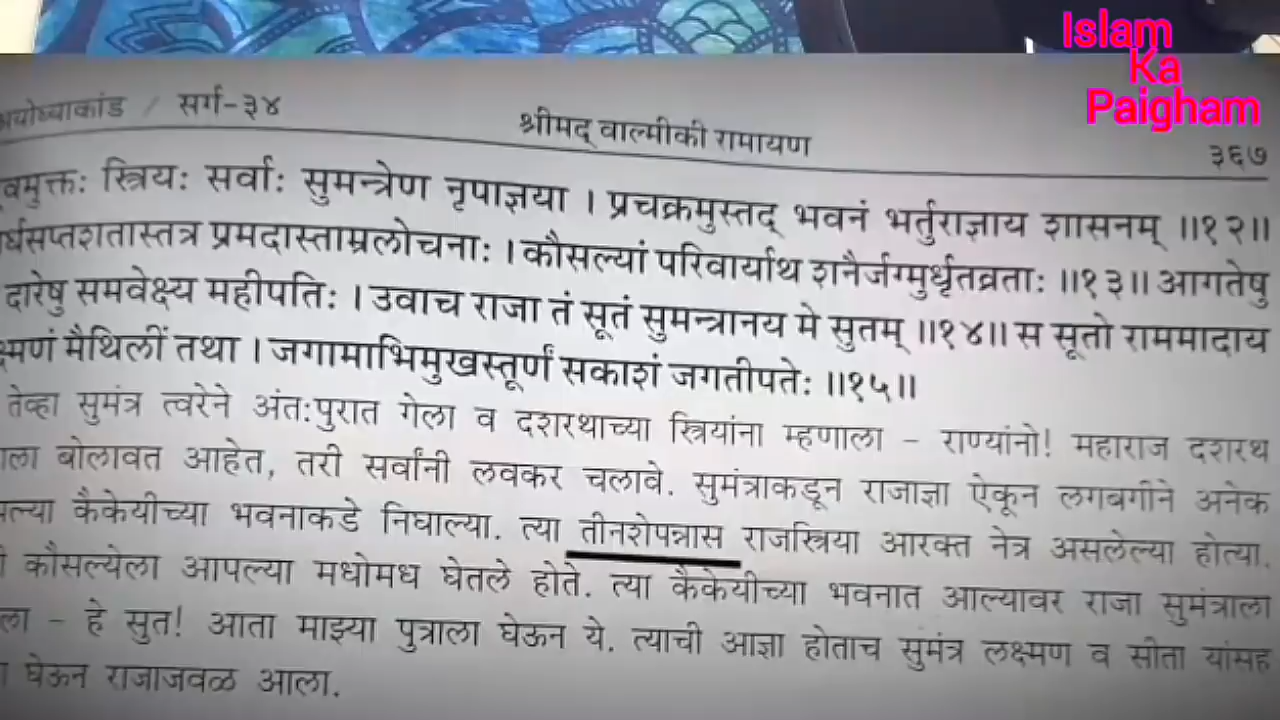 Islam
Ka
Paigham
अयोध्याकांड / सर्ग-३४
श्रीमद् वाल्मीकी रामायण
३६७
वमुक्तः स्त्रियः सर्वाः सुमन्त्रेण नृपाज्ञया । प्रचक्रमुस्तद् भवनं भर्तुराज्ञाय शासनम् ॥१२॥
र्धसप्तशतास्तत्र प्रमदास्ताम्रलोचनाः । कौसल्यां परिवार्याथ शनैर्जग्मुर्धृतव्रताः ॥१३॥ आगतेषु
दारेषु समवेक्ष्य महीपतिः । उवाच राजा तं सूतं सुमन्त्रानय मे सुतम् ॥१४॥ स सूतो राममादाय
क्ष्मणं मैथिलीं तथा । जगामाभिमुखस्तूर्णं सकाशं जगतीपतेः ॥१५॥
तेव्हा सुमंत्र त्वरेने अंत:पुरात गेला व दशरथाच्या स्त्रियांना म्हणाला - राण्यांनो! महाराज दशरथ
ला बोलावत आहेत, तरी सर्वांनी लवकर चलावे. सुमंत्राकडून राजाज्ञा ऐकून लगबगीने अनेक
ल्या कैकेयीच्या भवनाकडे निघाल्या. त्या तीनशेपन्नास राजस्त्रिया आरक्त नेत्र असलेल्या होत्या.
कौसल्येला आपल्या मधोमध घेतले होते. त्या कैकेयीच्या भवनात आल्यावर राजा सुमंत्राला
ला - हे सुत! आता माझ्या पुत्राला घेऊन ये. त्याची आज्ञा होताच सुमंत्र लक्ष्मण व सीता यांसह
घेऊन राजाजवळ आला.